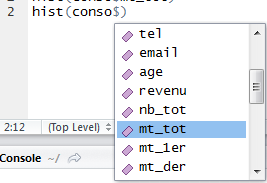 2 hist(conso$)
tel
email
age
revenu
nb_tot
mt_tot
mt_1er
mt_der
2:12 (Top Level)
Console ~/